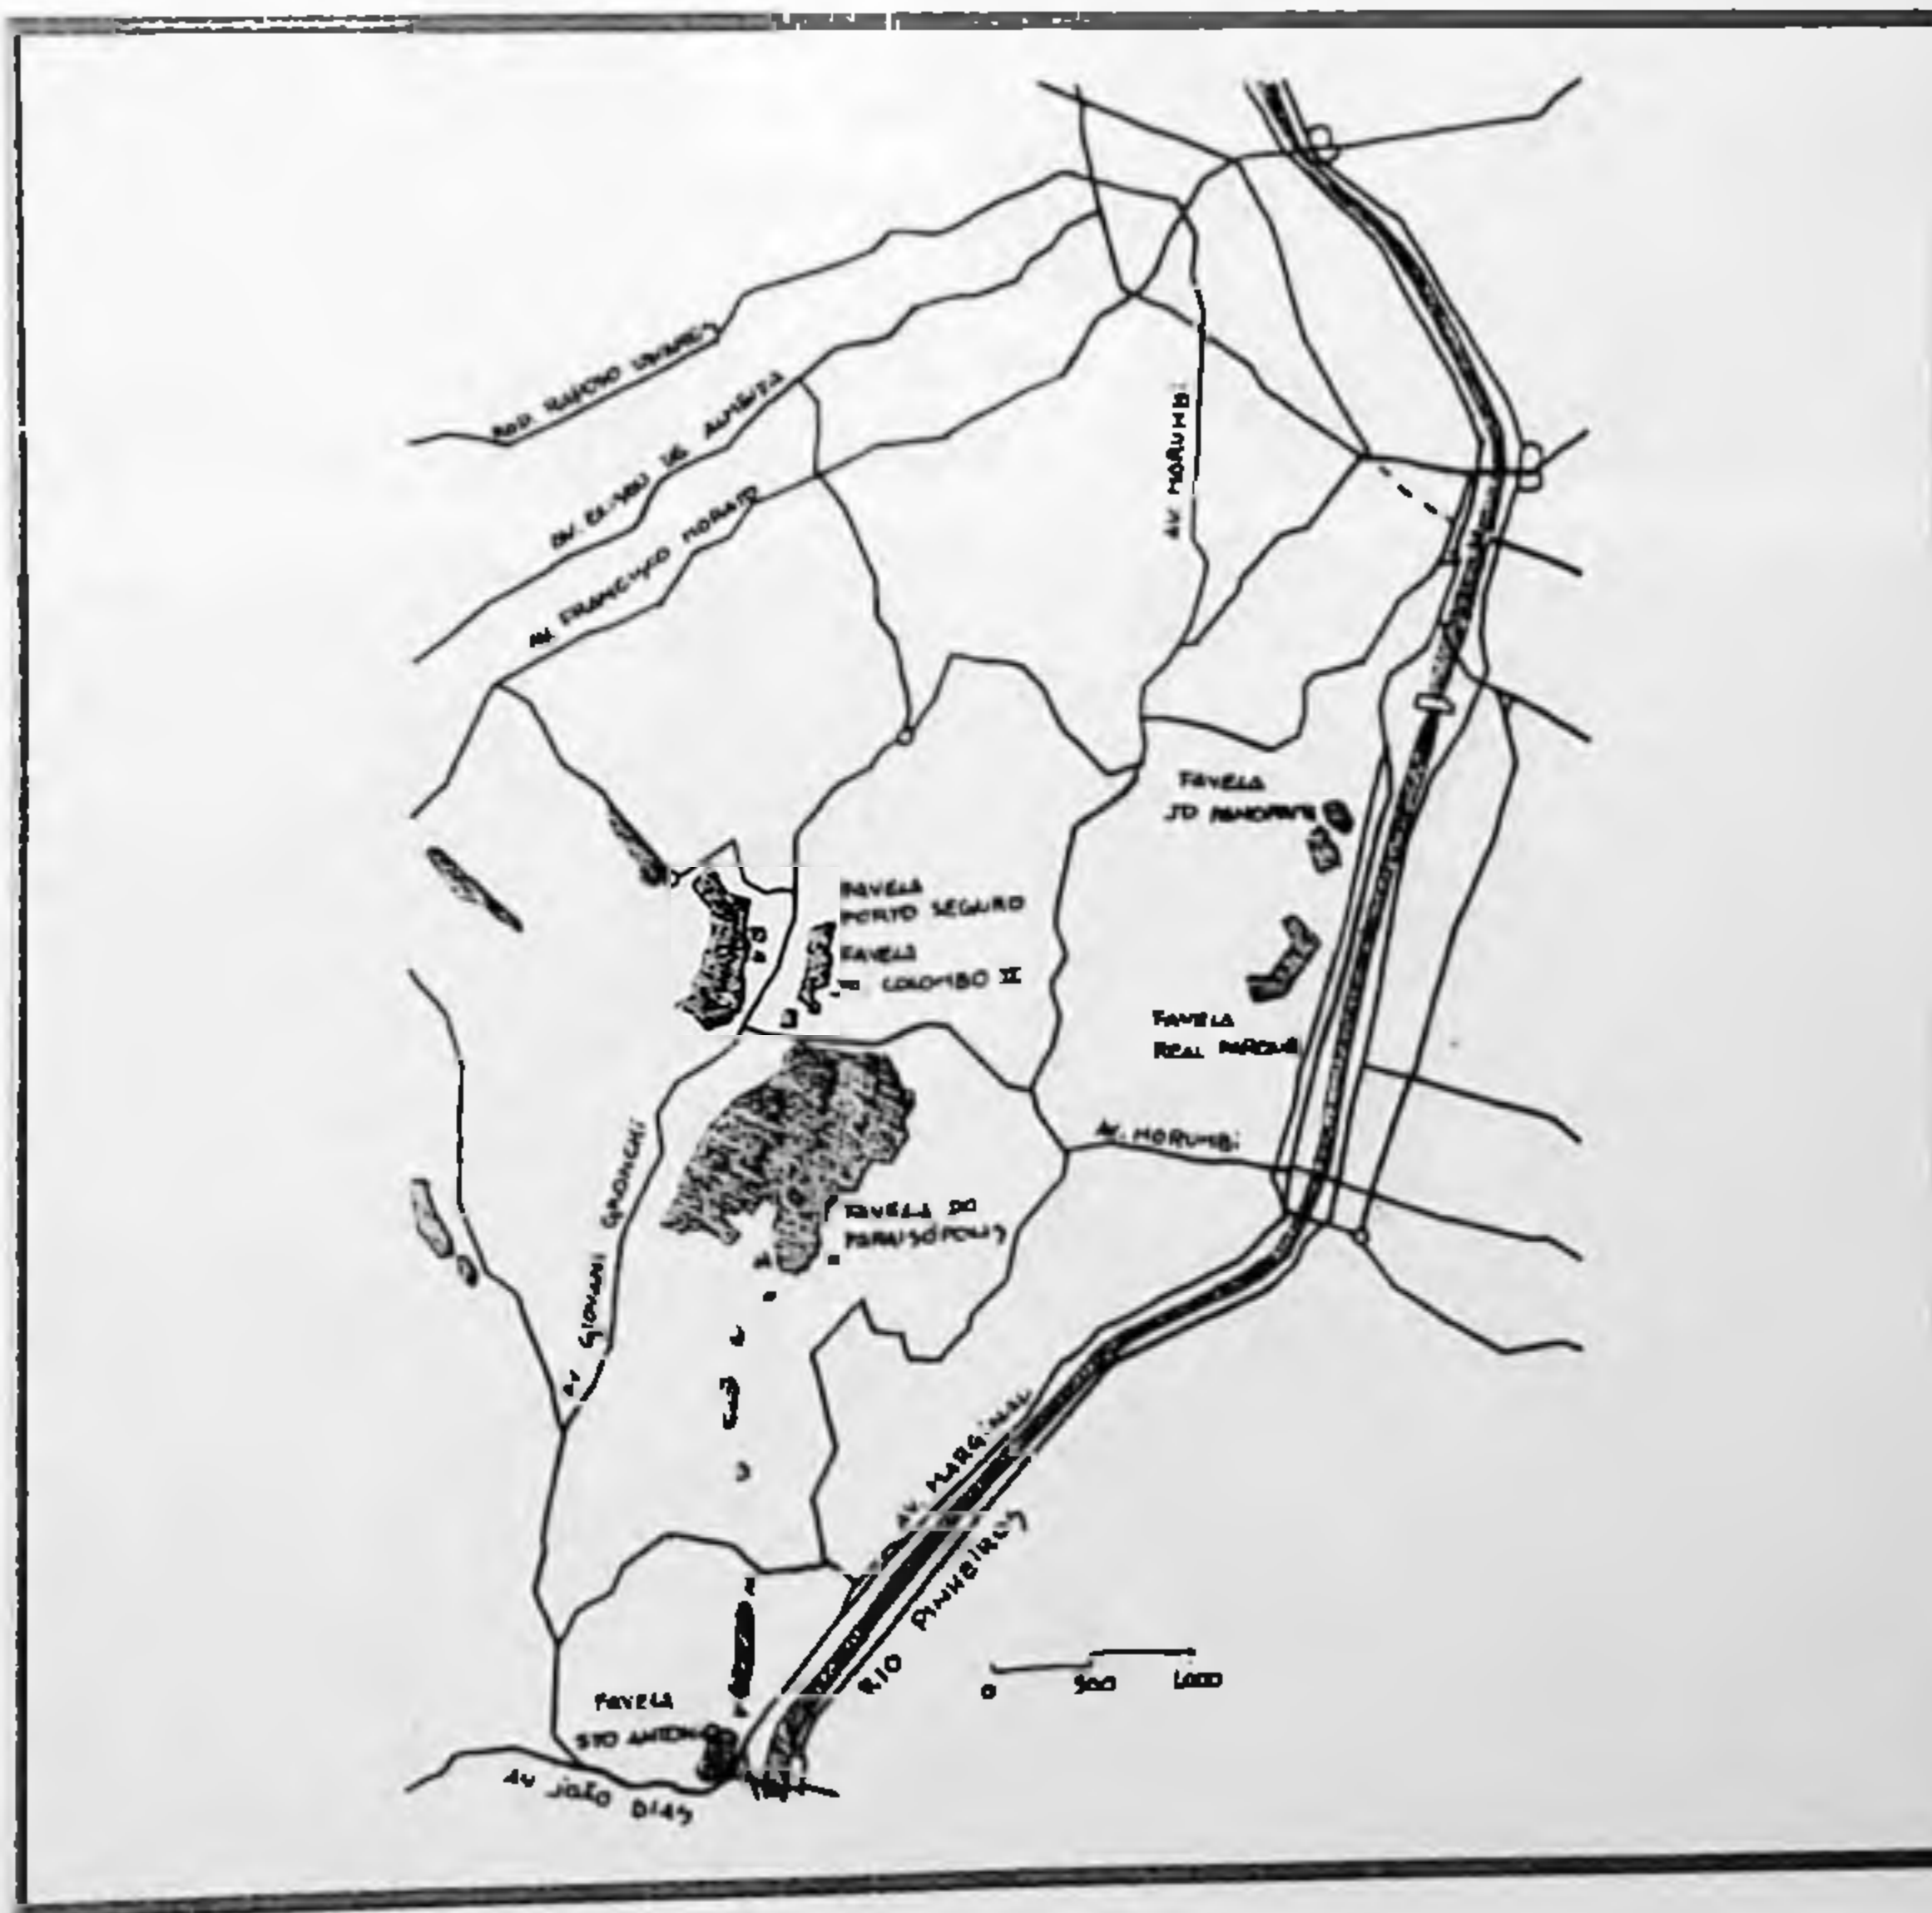 ROD. RAPOSO TAVARES
AV. ELISEU DE ALMEIDA
AV. FRANCISCO MORATO
AV. MORUMBI
FAVELA
JD PANORAMA
FAVELA
PORTO SEGURO
FAVELA
COLOMBO II
FAVELA
REAL PARQUE
AV. MORUMBI
AV GIOVANI GRONCHI
FAVELA DO
PARAISÓPOLIS
AV. MARGINAL
RIO PINHEIROS
0 500 1000
FAVELA
STO ANTONIO
AV JOÃO DIAS